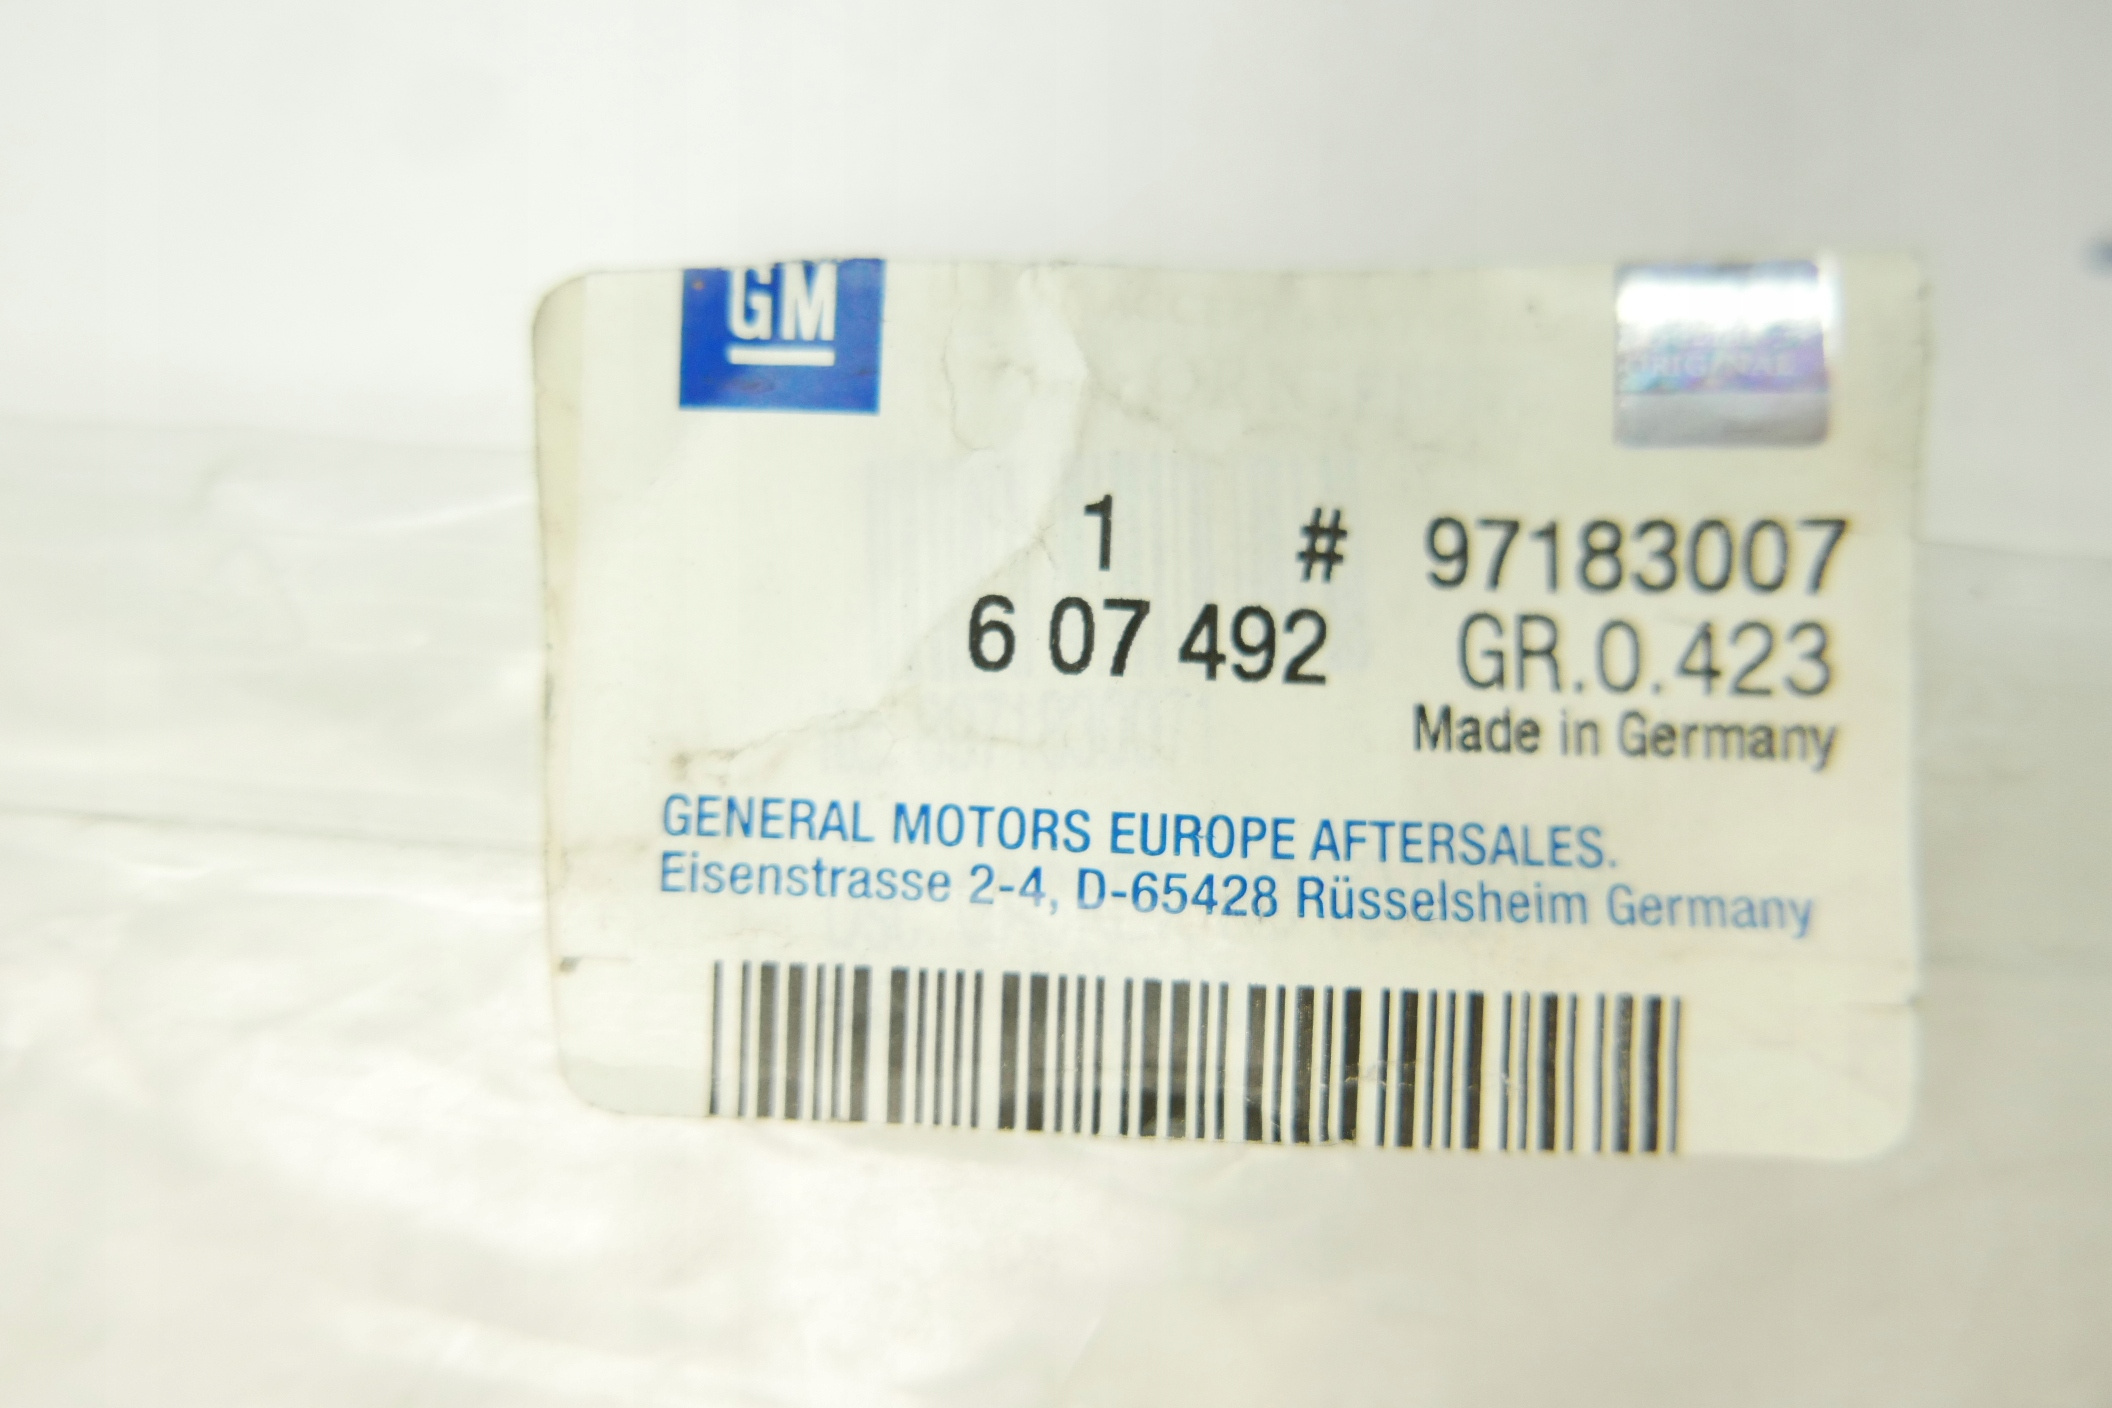 GM
ORIGINAL
1 # 97183007
6 07 492 GR.0.423
Made in Germany
GENERAL MOTORS EUROPE AFTERSALES.
Eisenstrasse 2-4, D-65428 Rüsselsheim Germany